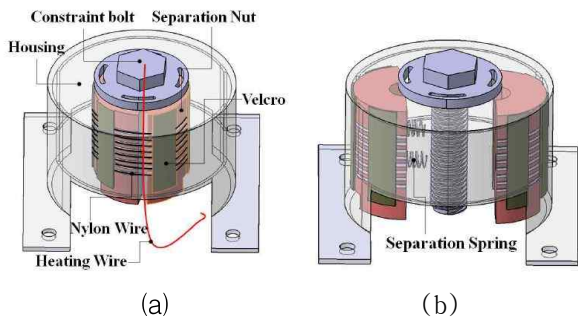 Constraint bolt
Separation Nut
Housing
Velcro
Nylon Wire
Heating Wire
(a)
Separation Spring
(b)